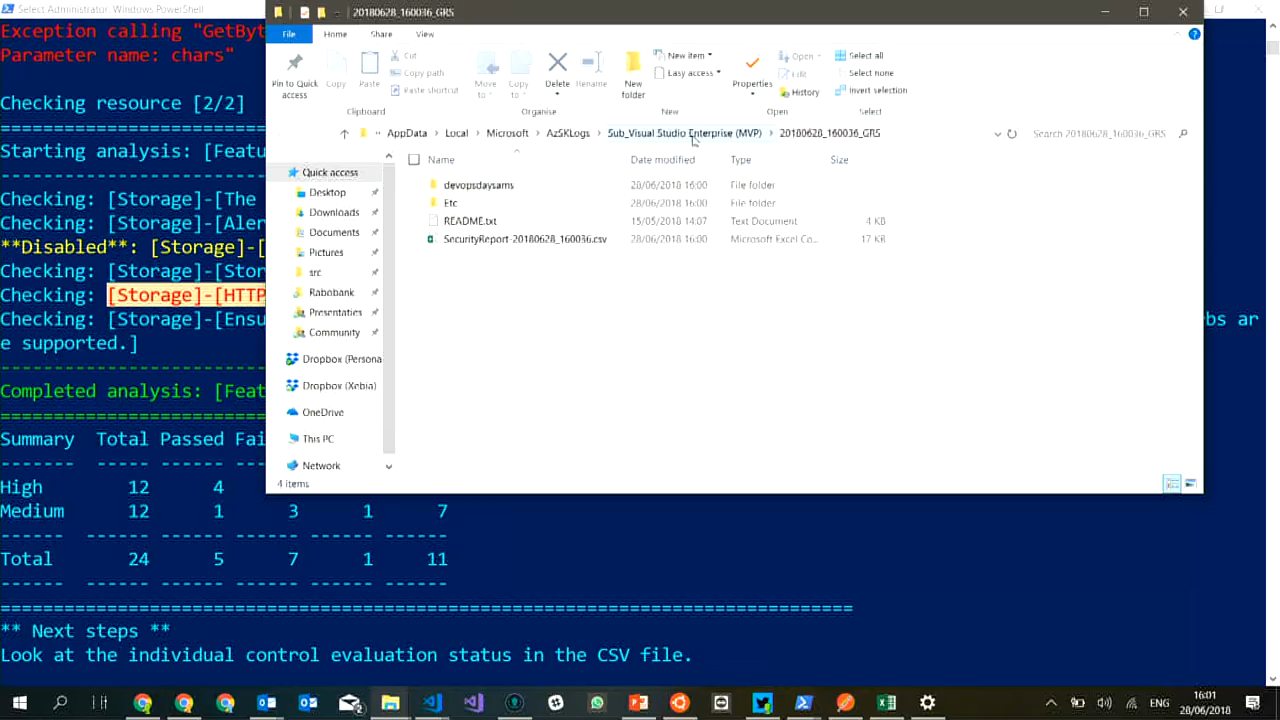 Select Administrator: Windows PowerShell
Exception calling "GetByt
Parameter name: chars"
Checking resource [2/2]
Starting analysis: [Featu
Checking: [Storage]-[The
Checking: [Storage]-[Aler
**Disabled**: [Storage]-[
Checking: [Storage]-[Stor
Checking: [Storage]-[HTTP
Checking: [Storage]-[Ensu
bs ar
e supported.]
Completed analysis: [Feat
Summary Total Passed Fai
High 12 4
Medium 12 1 3 1 7
Total 24 5 7 1 11
** Next steps **
Look at the individual control evaluation status in the CSV file.
20180628_160036_GRS
File Home Share View
Pin to Quick access
Copy
Paste
Cut
Copy path
Paste shortcut
Clipboard
Move to
Copy to
Delete
Rename
Organise
New folder
New item
Easy access
New
Properties
Open
Edit
History
Open
Select all
Select none
Invert selection
Select
AppData Local Microsoft AzSKLogs Sub_Visual Studio Enterprise (MVP) 20180628_160036_GRS
Search 20180628_160036_GRS
Name Date modified Type Size
devopsdaysams 28/06/2018 16:00 File folder
Etc 28/06/2018 16:00 File folder
README.txt 15/05/2018 14:07 Text Document 4 KB
SecurityReport-20180628_160036.csv 28/06/2018 16:00 Microsoft Excel Co... 17 KB
Quick access
Desktop
Downloads
Documents
Pictures
src
Rabobank
Presentaties
Community
Dropbox (Persona
Dropbox (Xebia)
OneDrive
This PC
Network
4 items
ENG
16:01
28/06/2018